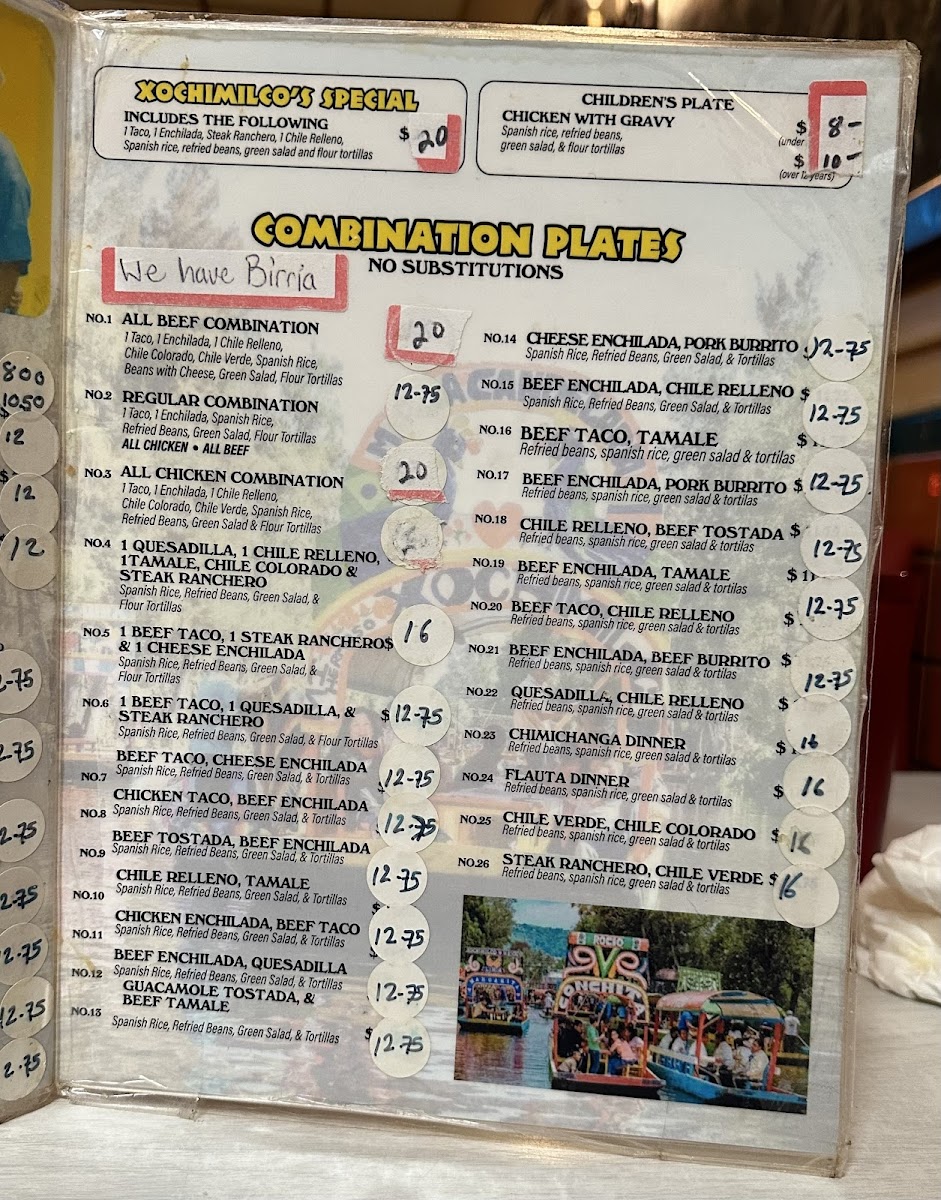 800
1050
12
$ 12
12
2-75
2.75
2-75
2.75
12.75
12-75
2.75
XOCHIMILCO'S SPECIAL
INCLUDES THE FOLLOWING
1 Taco, 1 Enchilada, Steak Ranchero, 1 Chile Relleno,
Spanish rice, refried beans, green salad and flour tortillas
$ 20
CHILDREN'S PLATE
CHICKEN WITH GRAVY
Spanish rice, refried beans,
green salad, & flour tortillas
$ 8-
(under
$ 10-
(over 12 years)
COMBINATION PLATES
NO SUBSTITUTIONS
We have Birria
NO.1 ALL BEEF COMBINATION 20
1 Taco, 1 Enchilada, 1 Chile Relleno,
Chile Colorado, Chile Verde, Spanish Rice,
Beans with Cheese, Green Salad, Flour Tortillas
NO.2 REGULAR COMBINATION 12-75
1 Taco, 1 Enchilada, Spanish Rice,
Refried Beans, Green Salad, Flour Tortillas
ALL CHICKEN • ALL BEEF
NO.3 ALL CHICKEN COMBINATION 20
1 Taco, 1 Enchilada, 1 Chile Relleno,
Chile Colorado, Chile Verde, Spanish Rice,
Refried Beans, Green Salad & Flour Tortillas
NO.4 1 QUESADILLA, 1 CHILE RELLENO,
1TAMALE, CHILE COLORADO &
STEAK RANCHERO
Spanish Rice, Refried Beans, Green Salad, &
Flour Tortillas
NO.5 1 BEEF TACO, 1 STEAK RANCHERO $ 16
& 1 CHEESE ENCHILADA
Spanish Rice, Refried Beans, Green Salad, &
Flour Tortillas
NO.6 1 BEEF TACO, 1 QUESADILLA, & $ 12-75
STEAK RANCHERO
Spanish Rice, Refried Beans, Green Salad, & Flour Tortillas
BEEF TACO, CHEESE ENCHILADA
NO.7 Spanish Rice, Refried Beans, Green Salad, & Tortillas 12-75
CHICKEN TACO, BEEF ENCHILADA
NO.8 Spanish Rice, Refried Beans, Green Salad, & Tortillas 12-75
BEEF TOSTADA, BEEF ENCHILADA
NO.9 Spanish Rice, Refried Beans, Green Salad, & Tortillas 12-75
CHILE RELLENO, TAMALE
NO.10 Spanish Rice, Refried Beans, Green Salad, & Tortillas
CHICKEN ENCHILADA, BEEF TACO 12-75
NO.11 Spanish Rice, Refried Beans, Green Salad, & Tortillas
BEEF ENCHILADA, QUESADILLA
NO.12 Spanish Rice, Refried Beans, Green Salad, & Tortillas 12-75
GUACAMOLE TOSTADA, &
BEEF TAMALE
NO.13 Spanish Rice, Refried Beans, Green Salad, & Tortillas $ 12-75
NO.14 CHEESE ENCHILADA, PORK BURRITO 12-75
Spanish Rice, Refried Beans, Green Salad, & Tortillas
NO.15 BEEF ENCHILADA, CHILE RELLENO $ 12-75
Spanish Rice, Refried Beans, Green Salad, & Tortillas
NO.16 BEEF TACO, TAMALE $
Refried beans, spanish rice, green salad & tortilas
NO.17 BEEF ENCHILADA, PORK BURRITO $ 12-75
Refried beans, spanish rice, green salad & tortilas
NO.18 CHILE RELLENO, BEEF TOSTADA $ 12-75
Refried beans, spanish rice, green salad & tortilas
NO.19 BEEF ENCHILADA, TAMALE $
Refried beans, spanish rice, green salad & tortilas
NO.20 BEEF TACO, CHILE RELLENO $ 12-75
Refried beans, spanish rice, green salad & tortilas
NO.21 BEEF ENCHILADA, BEEF BURRITO $ 12-75
Refried beans, spanish rice, green salad & tortilas
NO.22 QUESADILLA, CHILE RELLENO $
Refried beans, spanish rice, green salad & tortilas
NO.23 CHIMICHANGA DINNER $ 16
Refried beans, spanish rice, green salad & tortilas
NO.24 FLAUTA DINNER $ 16
Refried beans, spanish rice, green salad & tortilas
NO.25 CHILE VERDE, CHILE COLORADO $ 16
Refried beans, spanish rice, green salad & tortilas
NO.26 STEAK RANCHERO, CHILE VERDE $ 16
Refried beans, spanish rice, green salad & tortilas
ROCIO